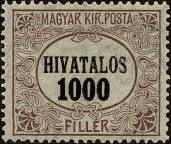 MAGYAR KIR. POSTA
HIVATALOS
1000
FILLÉR